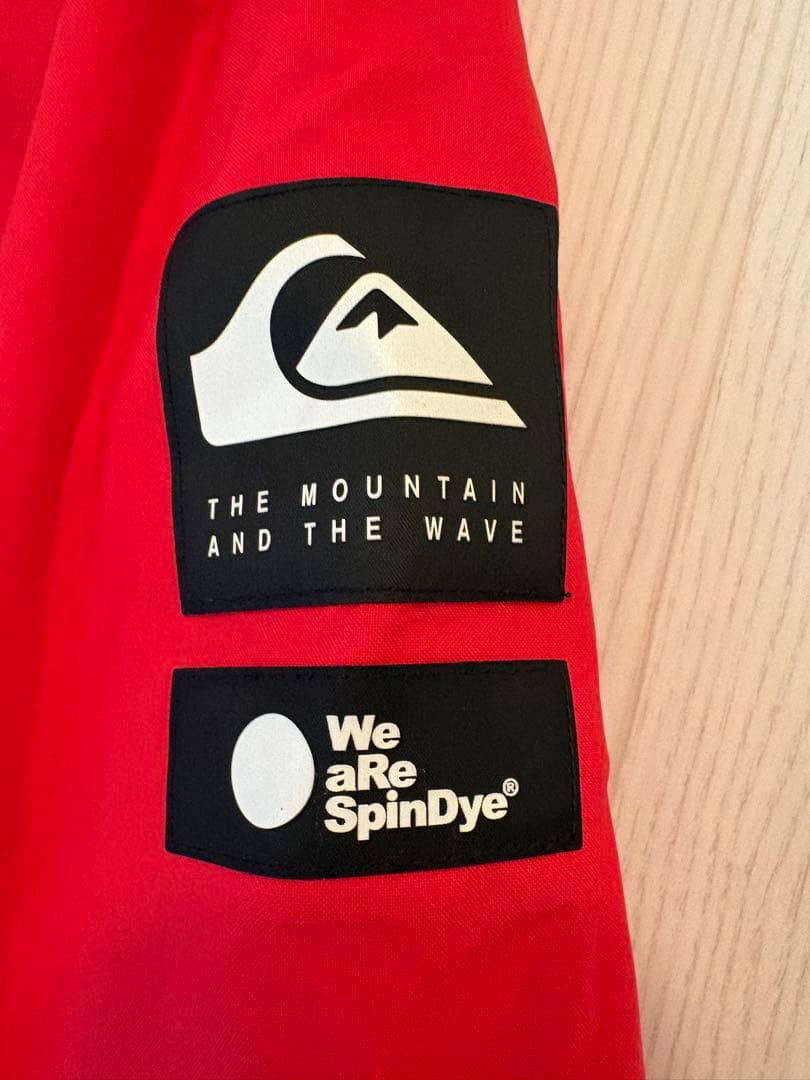 THE MOUNTAIN
AND THE WAVE
We
aRe
SpinDye®